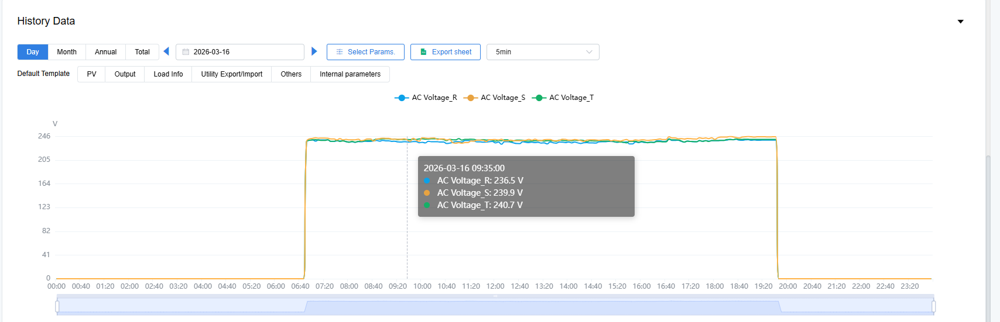 History Data
Day Month Annual Total 2026-03-16 Select Params. Export sheet 5min
Default Template PV Output Load Info Utility Export/Import Others Internal parameters
AC Voltage_R AC Voltage_S AC Voltage_T
V
246
205
164
123
82
41
0
2026-03-16 09:35:00
AC Voltage_R: 236.5 V
AC Voltage_S: 239.9 V
AC Voltage_T: 240.7 V
00:00 00:40 01:20 02:00 02:40 03:20 04:00 04:40 05:20 06:00 06:40 07:20 08:00 08:40 09:20 10:00 10:40 11:20 12:00 12:40 13:20 14:00 14:40 15:20 16:00 16:40 17:20 18:00 18:40 19:20 20:00 20:40 21:20 22:00 22:40 23:20